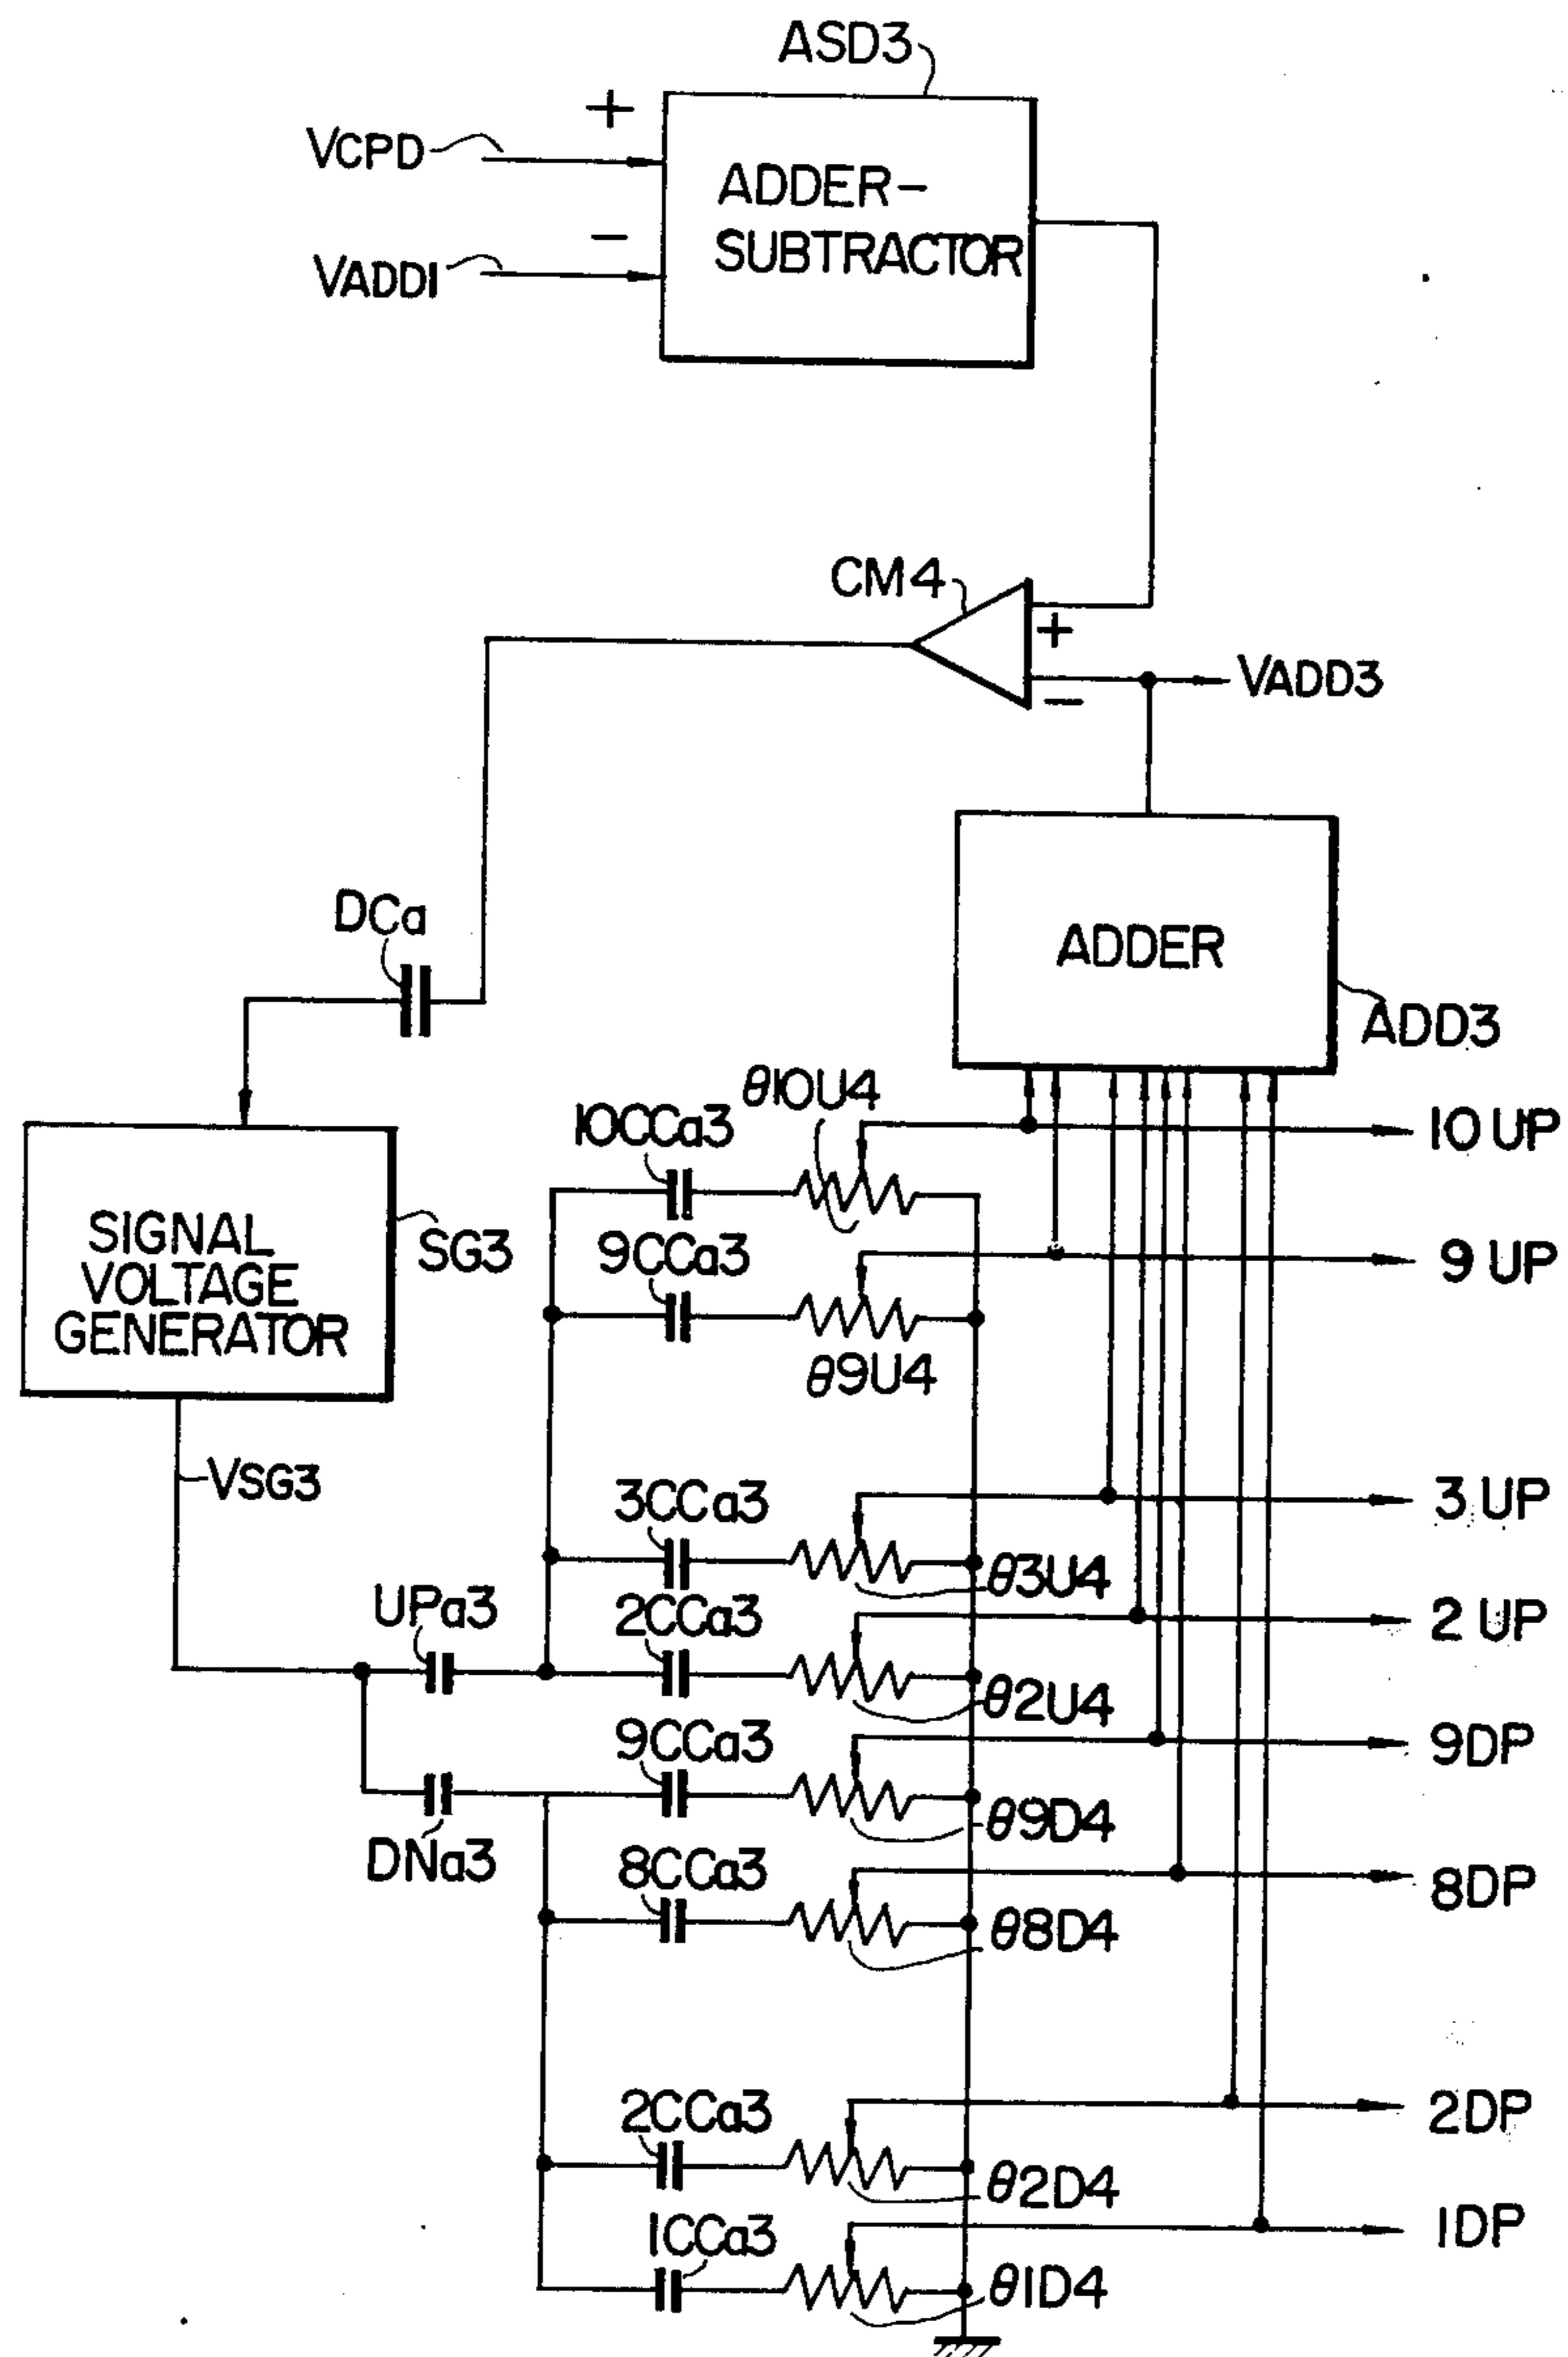 ASD3
+
VCPD
ADDER-
SUBTRACTOR
−
VADD1
CM4
+
VADD3
−
DCa
ADDER
ADD3
θ10U4
10CCa3
10 UP
SIGNAL
VOLTAGE
GENERATOR
SG3
9CCa3
9 UP
θ9U4
VSG3
3CCa3
3 UP
θ3U4
UPa3
2CCa3
2 UP
θ2U4
9CCa3
9DP
θ9D4
DNa3
8CCa3
8DP
θ8D4
2CCa3
2DP
θ2D4
1CCa3
1DP
θ1D4